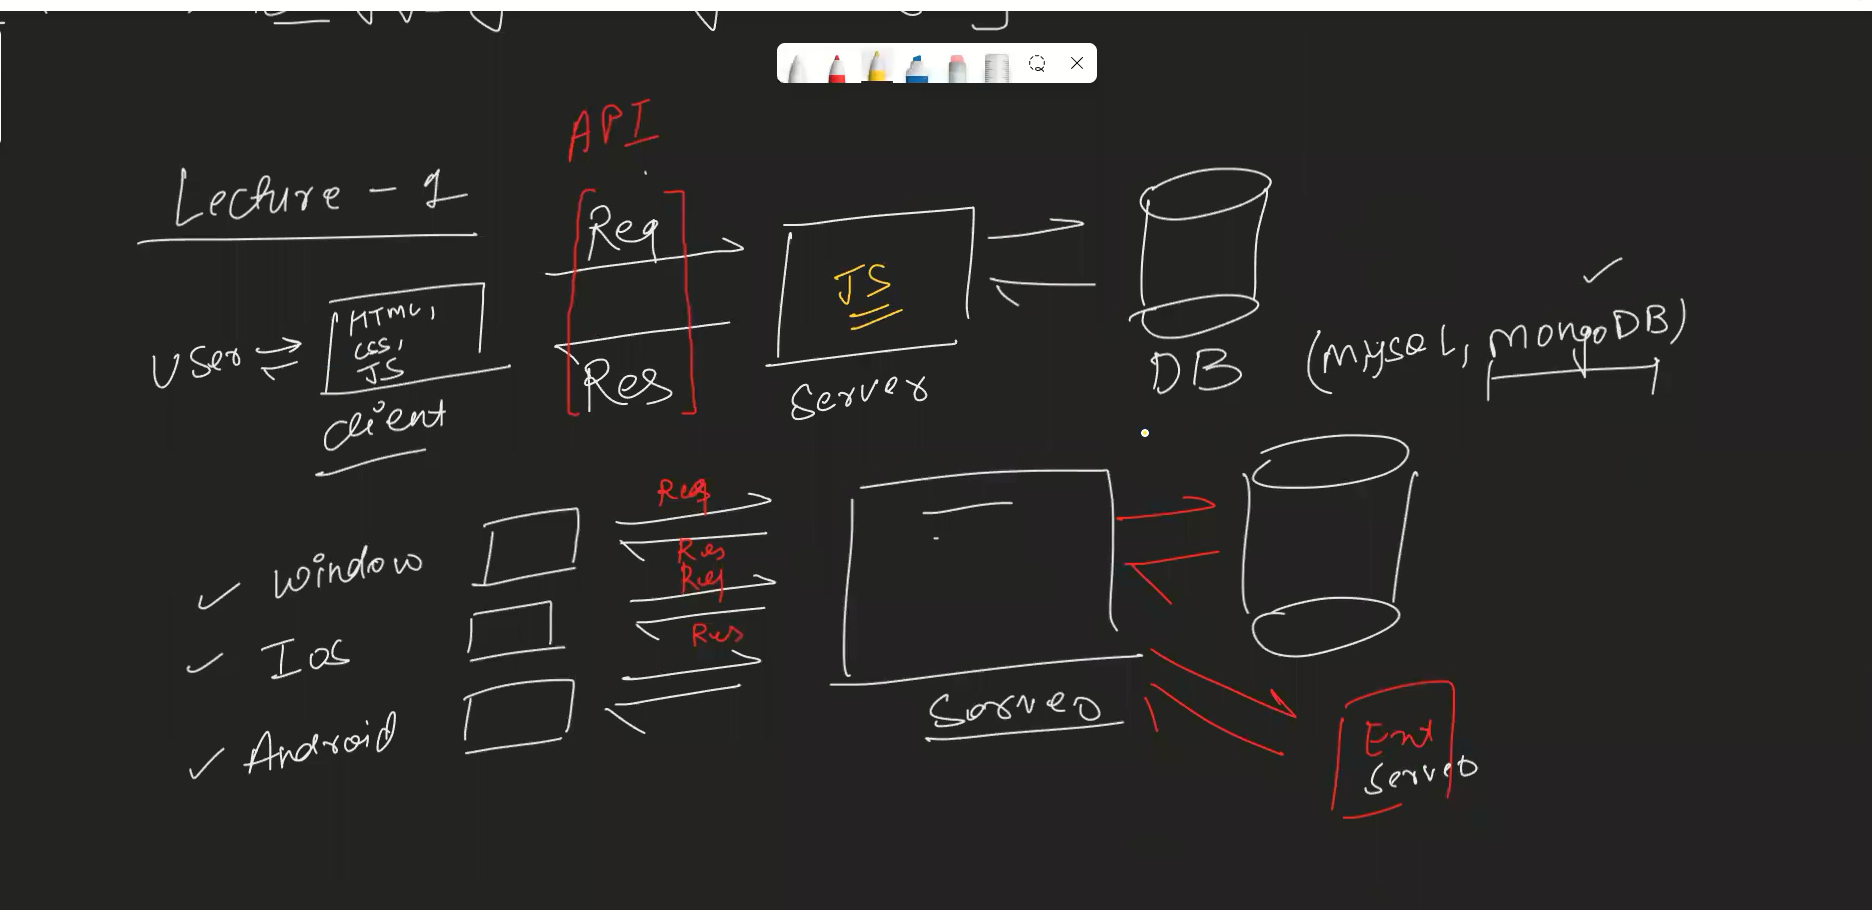 API
Lecture - 1
Req
JS
HTML,
CSS,
JS
User
Res
Server
DB
(MySQL, MongoDB)
client
Req
Res
Window
Req
Res
Ios
Server
Android
Ext
Server